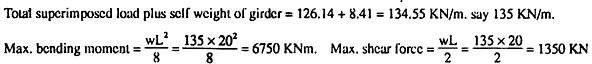 Total superimposed load plus self weight of girder = 126.14 + 8.41 = 134.55 KN/m. say 135 KN/m.
Max. bending moment = wL²/8 = 135 × 20²/8 = 6750 KNm. Max. shear force = wL/2 = 135 × 20/2 = 1350 KN